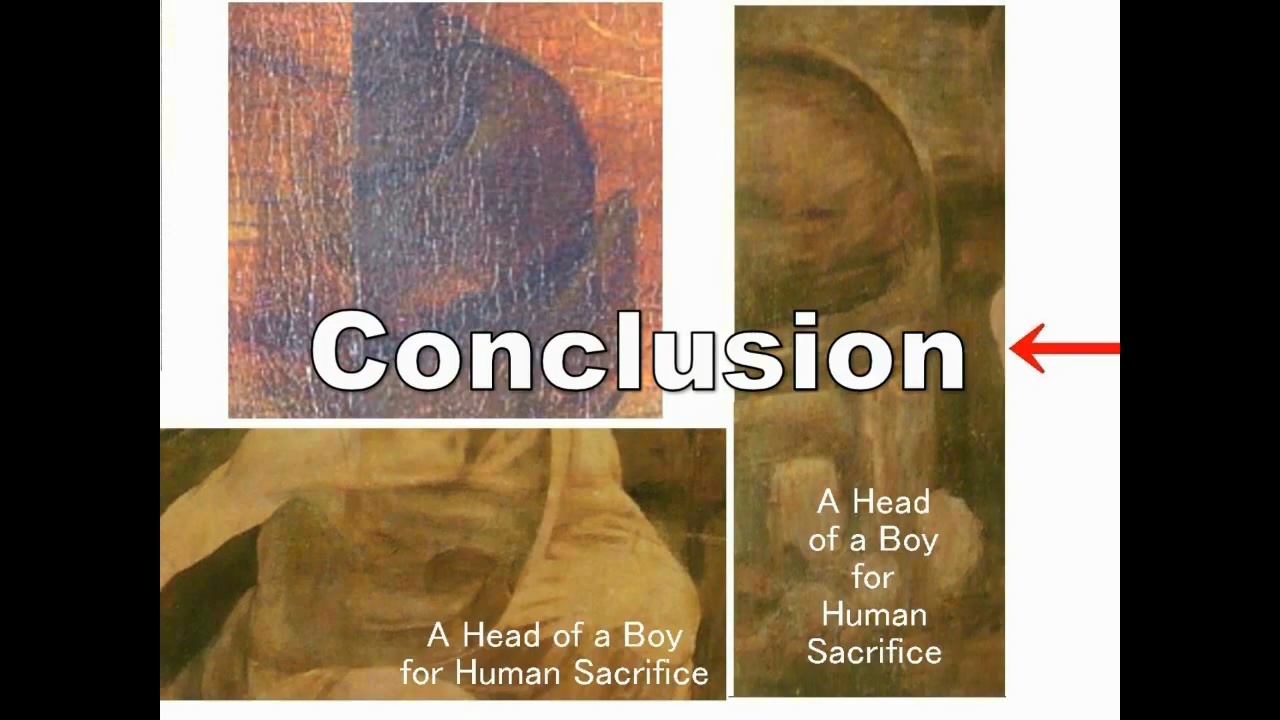 Conclusion
A Head
of a Boy
for
Human
Sacrifice
A Head of a Boy
for Human Sacrifice